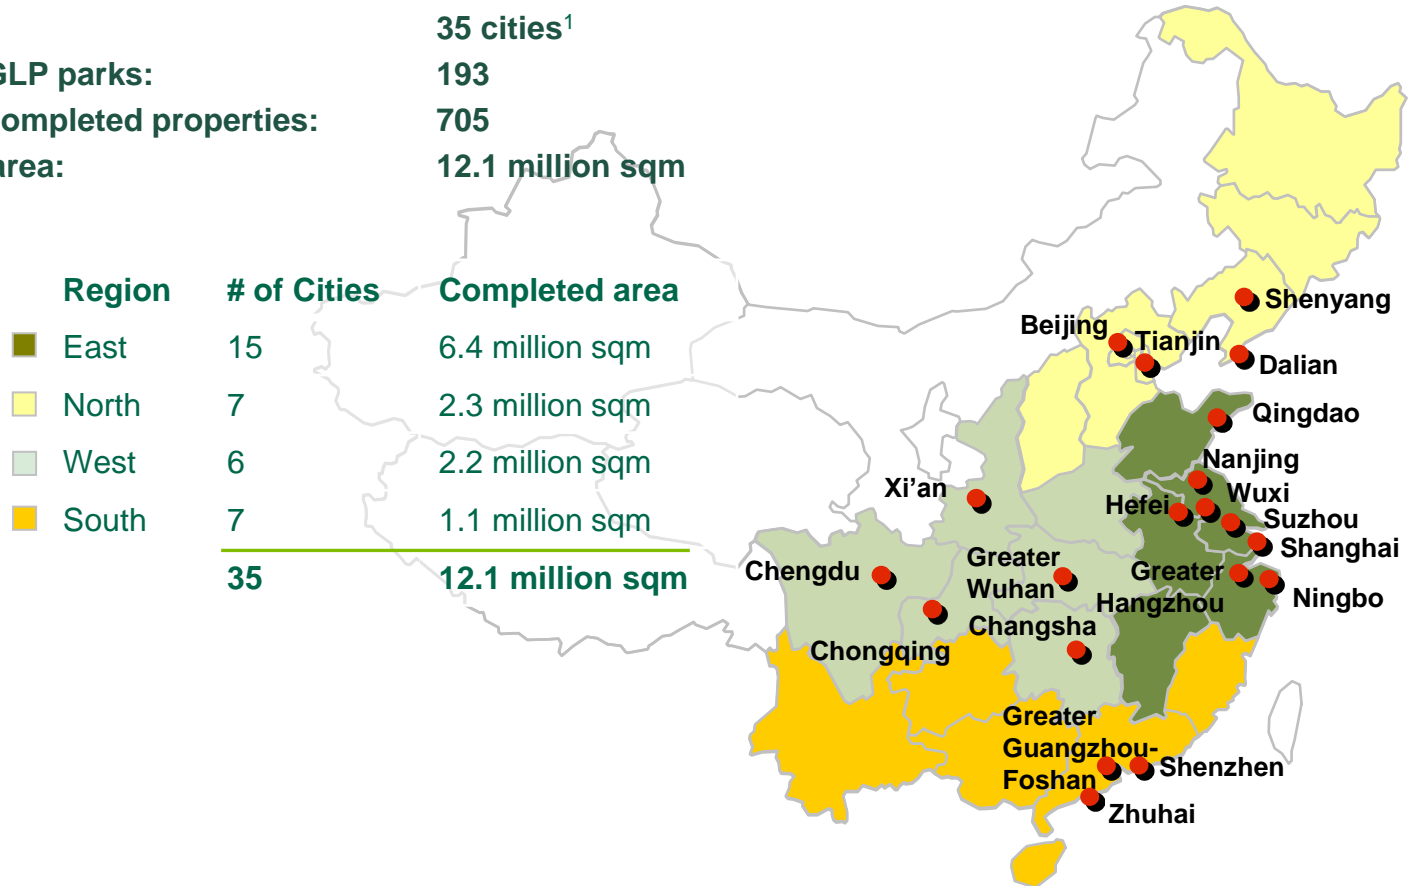 35 cities¹
GLP parks: 193
completed properties: 705
area: 12.1 million sqm
Region # of Cities Completed area
East 15 6.4 million sqm
North 7 2.3 million sqm
West 6 2.2 million sqm
South 7 1.1 million sqm
35 12.1 million sqm
Shenyang
Beijing
Tianjin
Dalian
Qingdao
Nanjing
Xi’an
Wuxi
Hefei
Suzhou
Shanghai
Chengdu
Greater
Wuhan
Greater
Hangzhou
Ningbo
Changsha
Chongqing
Greater
Guangzhou-
Foshan
Shenzhen
Zhuhai